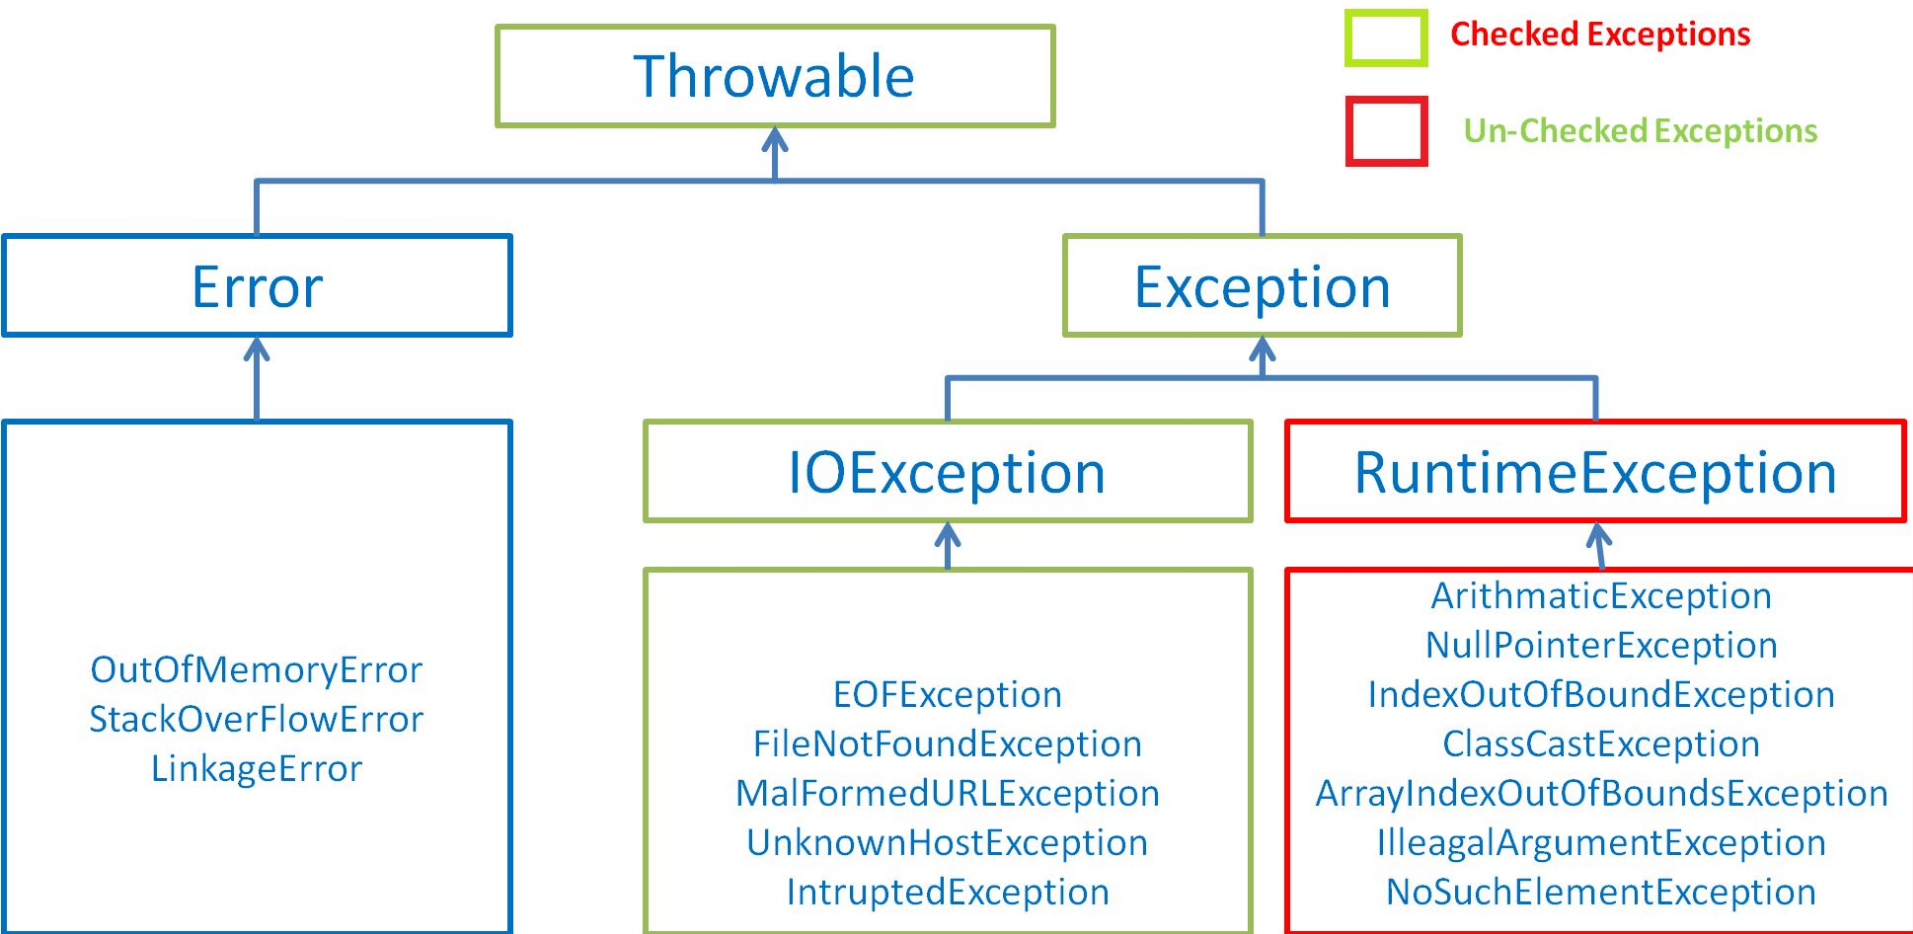 Throwable
Checked Exceptions
Un-Checked Exceptions
Error
Exception
IOException
RuntimeException
OutOfMemoryError
StackOverFlowError
LinkageError
EOFException
FileNotFoundException
MalFormedURLException
UnknownHostException
IntruptedException
ArithmaticException
NullPointerException
IndexOutOfBoundException
ClassCastException
ArrayIndexOutOfBoundsException
IlleagalArgumentException
NoSuchElementException